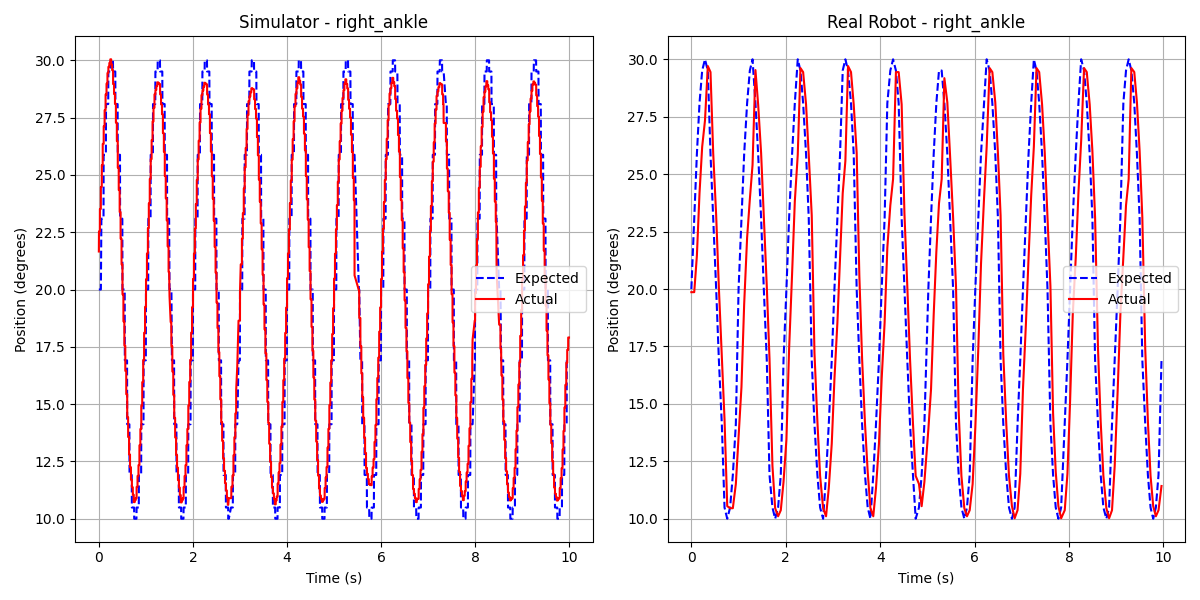 Simulator - right_ankle
Position (degrees)
30.0
27.5
25.0
22.5
20.0
17.5
15.0
12.5
10.0
Expected
Actual
0 2 4 6 8 10
Time (s)
Real Robot - right_ankle
Position (degrees)
30.0
27.5
25.0
22.5
20.0
17.5
15.0
12.5
10.0
Expected
Actual
0 2 4 6 8 10
Time (s)